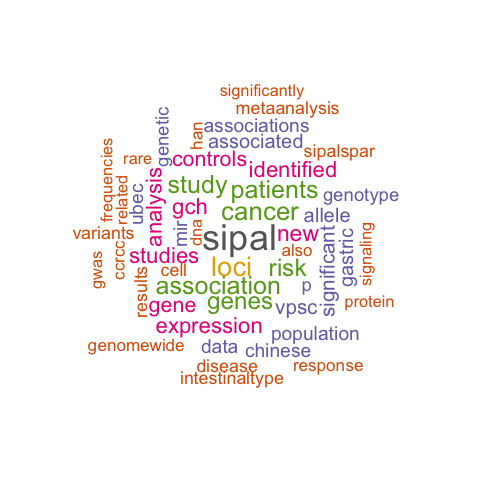 significantly
metaanalysis
associations
genetic
han
associated
sipalspar
controls
rare
identified
frequencies
related
ubec
analysis
study
patients
genotype
gch
cancer
allele
variants
mir
dna
sipal
new
significant
gastric
signaling
studies
also
gwas
ccrcc
results
cell
loci
risk
association
genes
p
vpsc
protein
gene
expression
population
genomewide
data
chinese
disease
response
intestinaltype